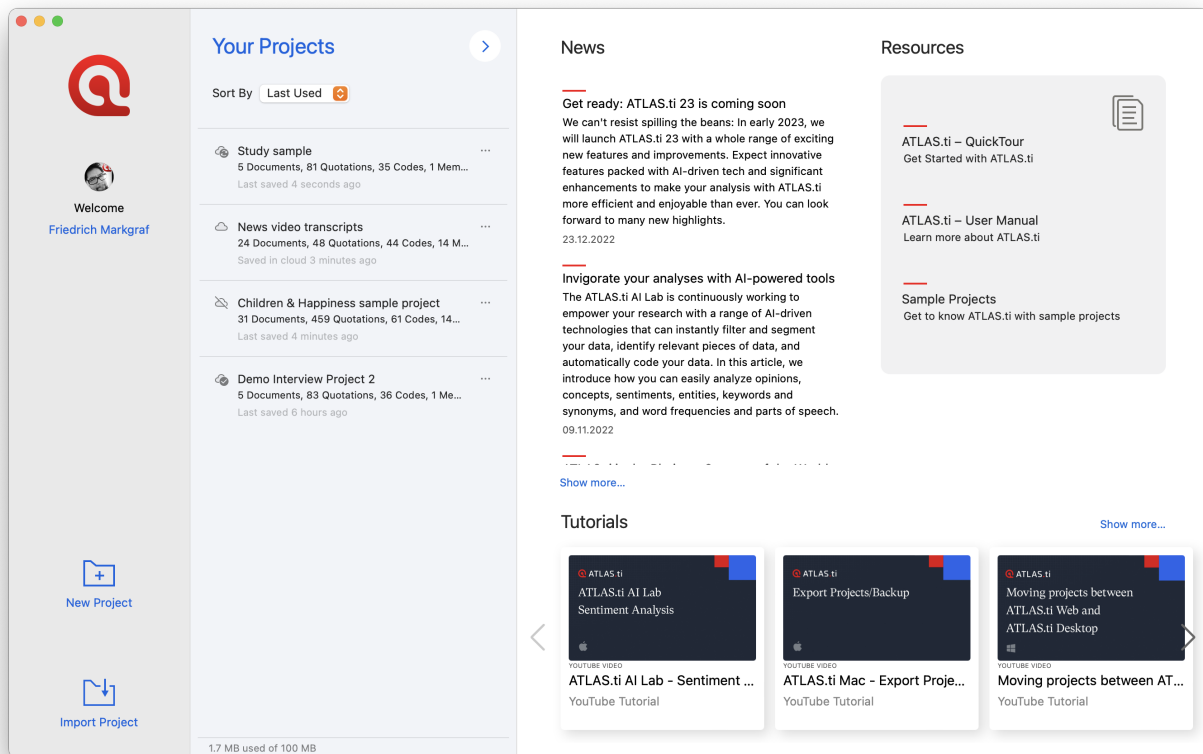 Welcome
Friedrich Markgraf
New Project
Import Project
Your Projects
Sort By Last Used
Study sample
5 Documents, 81 Quotations, 35 Codes, 1 Mem...
Last saved 4 seconds ago
News video transcripts
24 Documents, 48 Quotations, 44 Codes, 14 M...
Saved in cloud 3 minutes ago
Children & Happiness sample project
31 Documents, 459 Quotations, 61 Codes, 14...
Last saved 4 minutes ago
Demo Interview Project 2
5 Documents, 83 Quotations, 36 Codes, 1 Me...
Last saved 6 hours ago
1.7 MB used of 100 MB
News
Get ready: ATLAS.ti 23 is coming soon
We can't resist spilling the beans: In early 2023, we
will launch ATLAS.ti 23 with a whole range of exciting
new features and improvements. Expect innovative
features packed with AI-driven tech and significant
enhancements to make your analysis with ATLAS.ti
more efficient and enjoyable than ever. You can look
forward to many new highlights.
23.12.2022
Invigorate your analyses with AI-powered tools
The ATLAS.ti AI Lab is continuously working to
empower your research with a range of AI-driven
technologies that can instantly filter and segment
your data, identify relevant pieces of data, and
automatically code your data. In this article, we
introduce how you can easily analyze opinions,
concepts, sentiments, entities, keywords and
synonyms, and word frequencies and parts of speech.
09.11.2022
Show more...
Resources
ATLAS.ti – QuickTour
Get Started with ATLAS.ti
ATLAS.ti – User Manual
Learn more about ATLAS.ti
Sample Projects
Get to know ATLAS.ti with sample projects
Tutorials
Show more...
ATLAS.ti
ATLAS.ti AI Lab
Sentiment Analysis
YOUTUBE VIDEO
ATLAS.ti AI Lab - Sentiment ...
YouTube Tutorial
ATLAS.ti
Export Projects/Backup
YOUTUBE VIDEO
ATLAS.ti Mac - Export Proje...
YouTube Tutorial
ATLAS.ti
Moving projects between
ATLAS.ti Web and
ATLAS.ti Desktop
YOUTUBE VIDEO
Moving projects between AT...
YouTube Tutorial